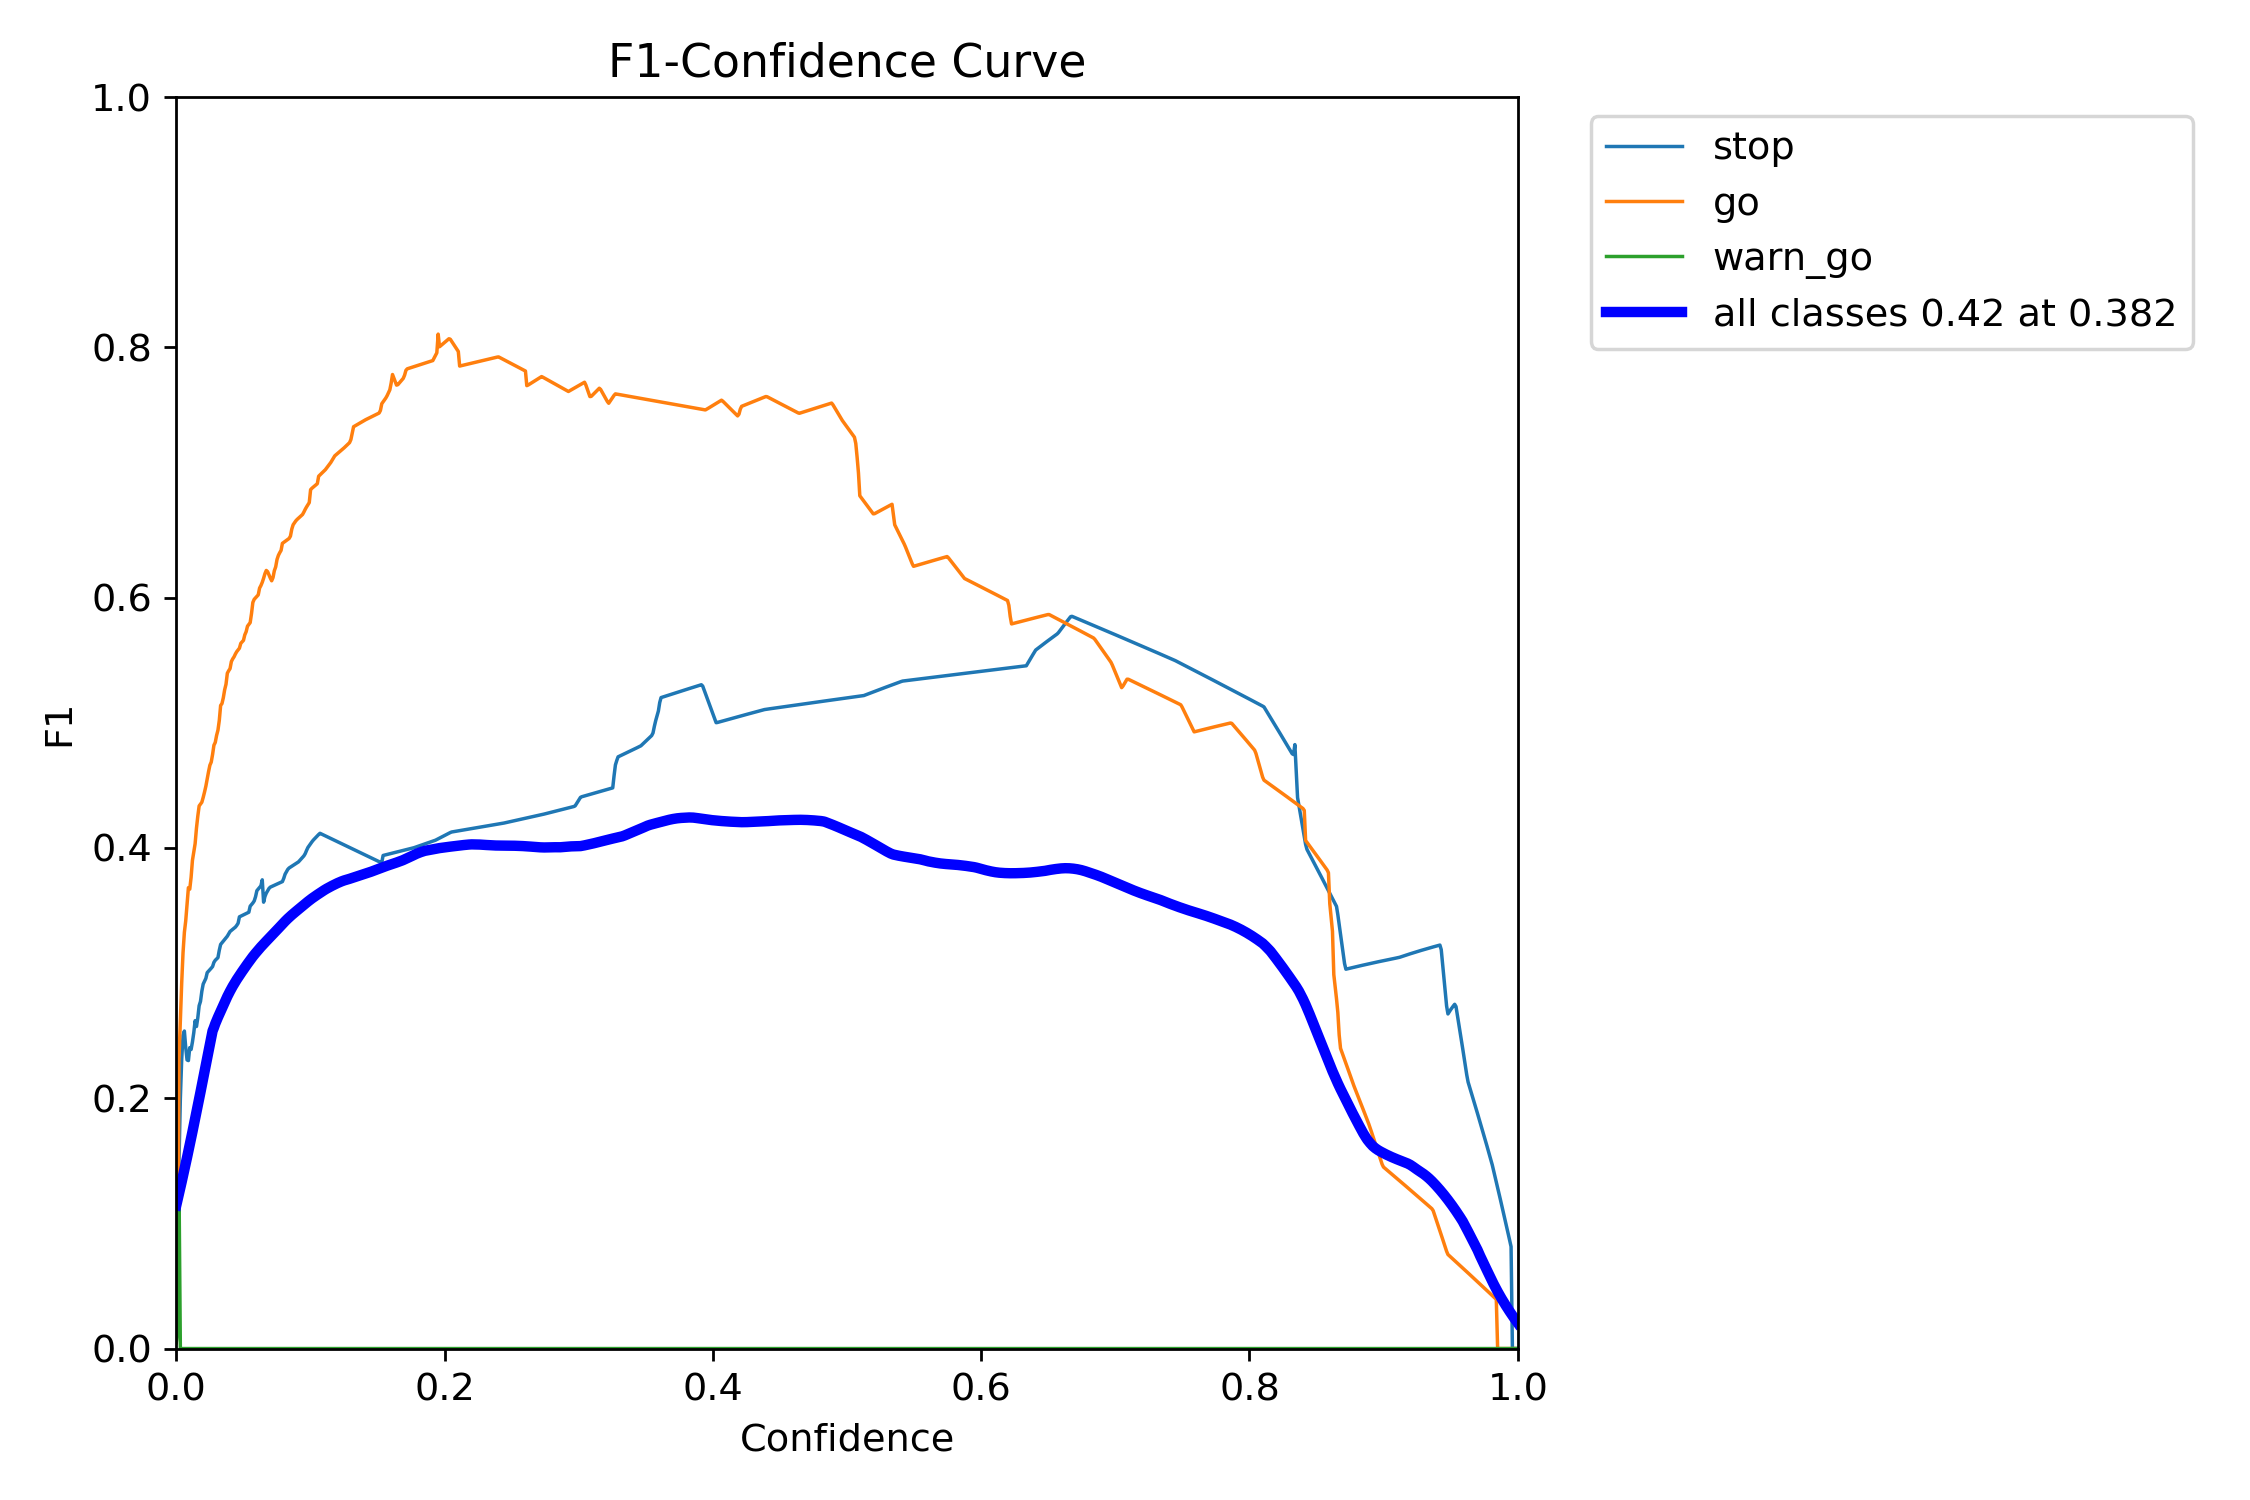 F1-Confidence Curve
1.0
0.8
0.6
0.4
0.2
0.0
F1
0.0 0.2 0.4 0.6 0.8 1.0
Confidence
stop
go
warn_go
all classes 0.42 at 0.382